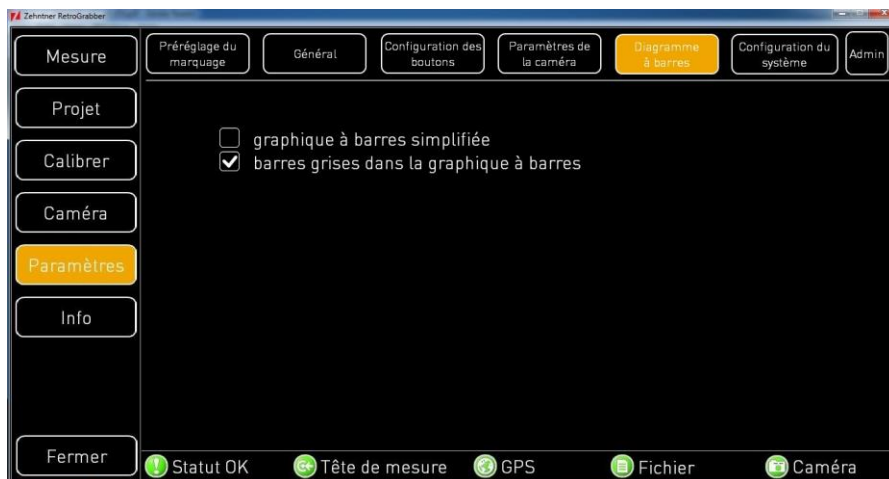 Zehntner RetroGrabber
Mesure
Projet
Calibrer
Caméra
Paramètres
Info
Fermer
Préréglage du
marquage
Général
Configuration des
boutons
Paramètres de
la caméra
Diagramme
à barres
Configuration du
système
Admin
graphique à barres simplifiée
barres grises dans la graphique à barres
Statut OK
Tête de mesure
GPS
Fichier
Caméra